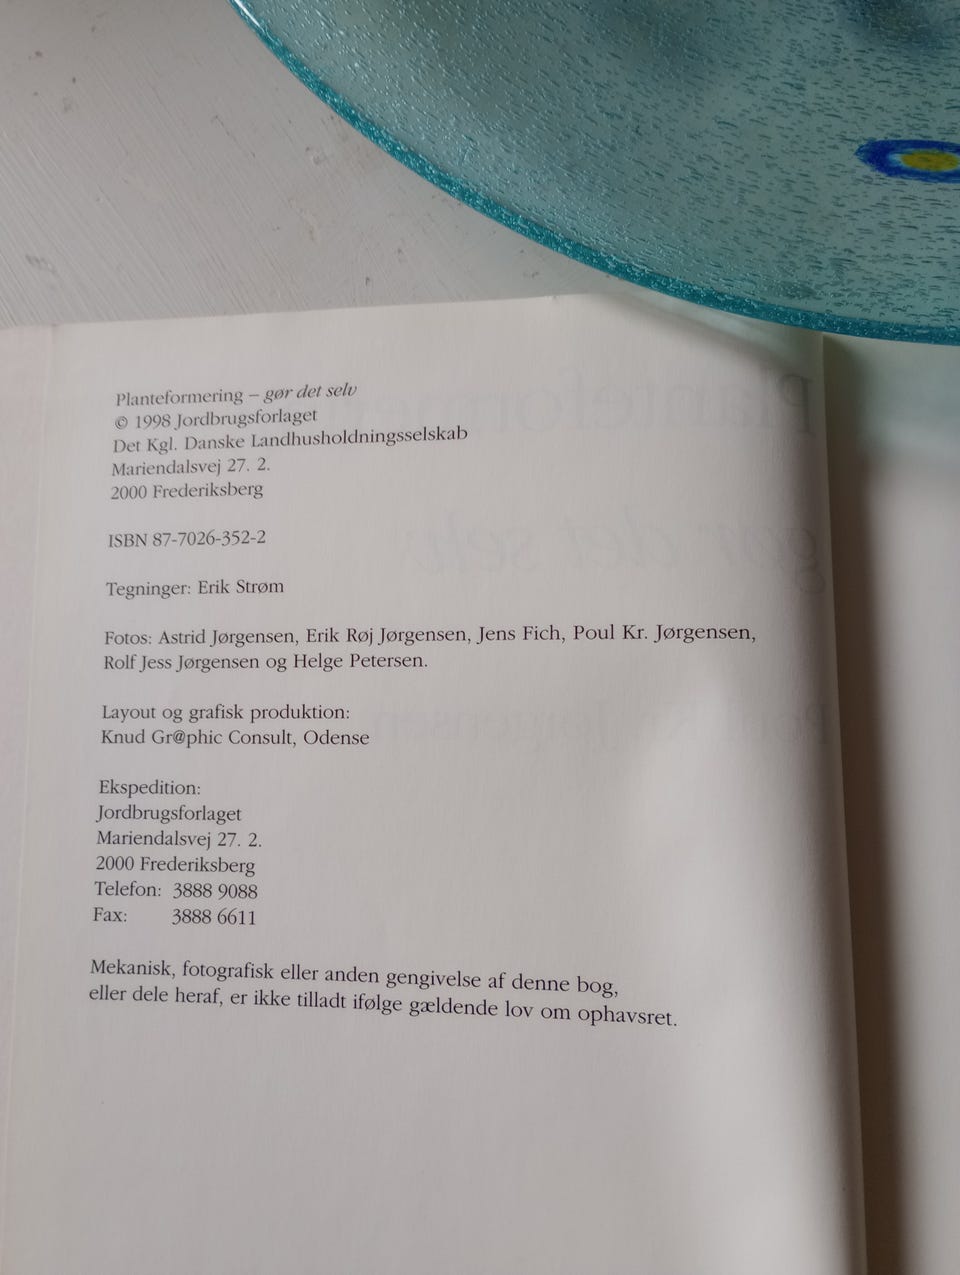 Planteformering – gør det selv
© 1998 Jordbrugsforlaget
Det Kgl. Danske Landhusholdningsselskab
Mariendalsvej 27. 2.
2000 Frederiksberg
ISBN 87-7026-352-2
Tegninger: Erik Strøm
Fotos: Astrid Jørgensen, Erik Røj Jørgensen, Jens Fich, Poul Kr. Jørgensen,
Rolf Jess Jørgensen og Helge Petersen.
Layout og grafisk produktion:
Knud Gr@phic Consult, Odense
Ekspedition:
Jordbrugsforlaget
Mariendalsvej 27. 2.
2000 Frederiksberg
Telefon: 3888 9088
Fax: 3888 6611
Mekanisk, fotografisk eller anden gengivelse af denne bog,
eller dele heraf, er ikke tilladt ifølge gældende lov om ophavsret.